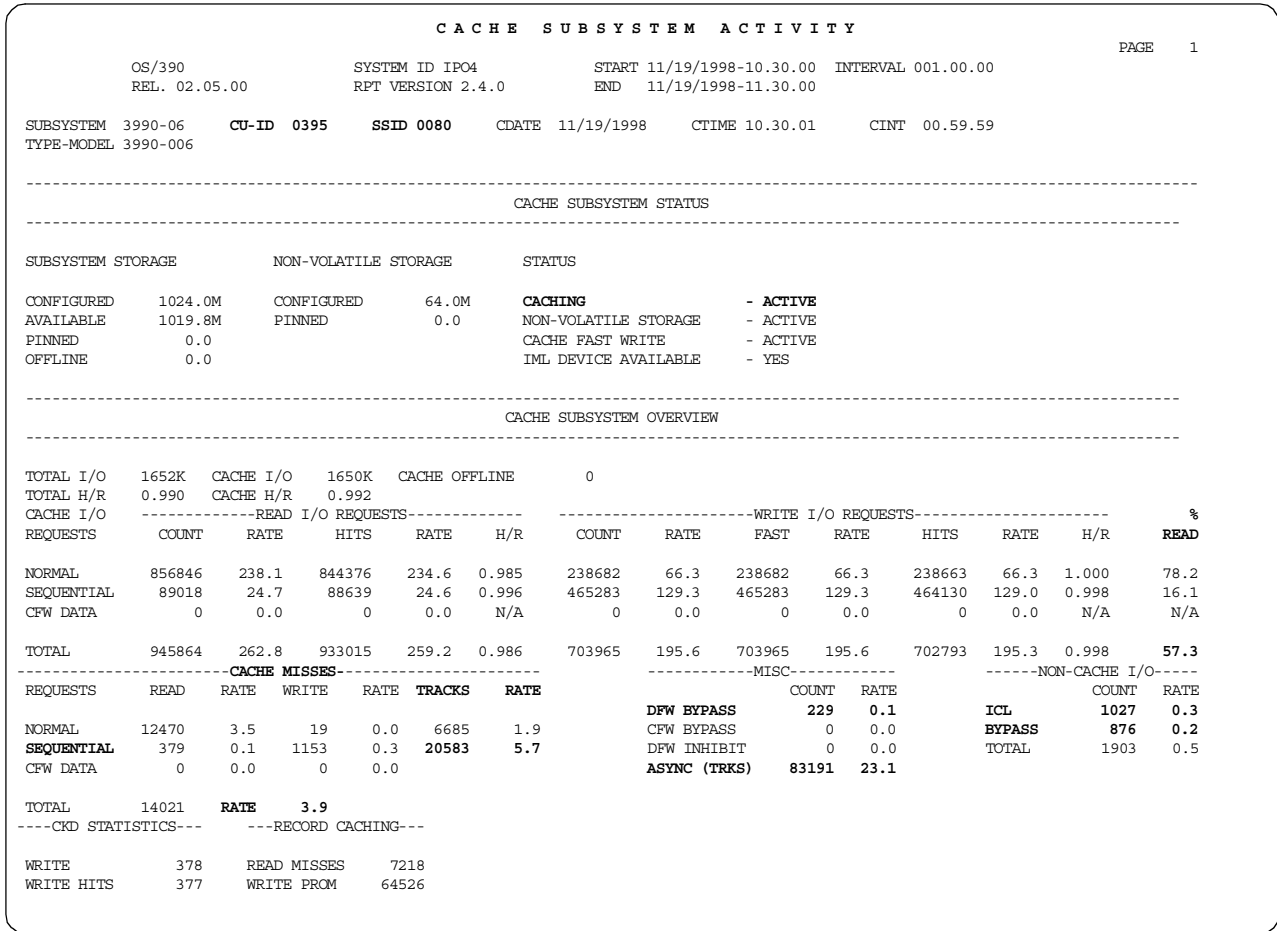 C A C H E   S U B S Y S T E M   A C T I V I T Y
PAGE    1
OS/390                    SYSTEM ID IPO4                START 11/19/1998-10.30.00  INTERVAL 001.00.00
REL. 02.05.00             RPT VERSION 2.4.0             END   11/19/1998-11.30.00
SUBSYSTEM  3990-06    CU-ID  0395    SSID 0080    CDATE  11/19/1998    CTIME 10.30.01    CINT  00.59.59
TYPE-MODEL 3990-006
------------------------------------------------------------------------------------------------------------------------------------
CACHE SUBSYSTEM STATUS
----------------------------------------------------------------------------------------------------------------------------------
SUBSYSTEM STORAGE           NON-VOLATILE STORAGE        STATUS
CONFIGURED     1024.0M      CONFIGURED      64.0M      CACHING                  - ACTIVE
AVAILABLE      1019.8M      PINNED           0.0       NON-VOLATILE STORAGE     - ACTIVE
PINNED            0.0                                  CACHE FAST WRITE         - ACTIVE
OFFLINE           0.0                                  IML DEVICE AVAILABLE     - YES
----------------------------------------------------------------------------------------------------------------------------------
CACHE SUBSYSTEM OVERVIEW
----------------------------------------------------------------------------------------------------------------------------------
TOTAL I/O   1652K   CACHE I/O    1650K   CACHE OFFLINE        0
TOTAL H/R   0.990   CACHE H/R    0.992
CACHE I/O   -------------READ I/O REQUESTS-------------    ----------------------WRITE I/O REQUESTS----------------------    %
REQUESTS      COUNT     RATE      HITS     RATE    H/R      COUNT     RATE      FAST     RATE      HITS     RATE    H/R     READ
NORMAL       856846    238.1    844376    234.6  0.985     238682     66.3    238682     66.3    238663     66.3  1.000     78.2
SEQUENTIAL    89018     24.7     88639     24.6  0.996     465283    129.3    465283    129.3    464130    129.0  0.998     16.1
CFW DATA          0      0.0         0      0.0    N/A          0      0.0         0      0.0         0      0.0    N/A      N/A
TOTAL        945864    262.8    933015    259.2  0.986     703965    195.6    703965    195.6    702793    195.3  0.998     57.3
------------------------CACHE MISSES-----------------------    ------------MISC------------    ------NON-CACHE I/O-----
REQUESTS      READ    RATE   WRITE    RATE  TRACKS    RATE                 COUNT   RATE                 COUNT   RATE
DFW BYPASS        229    0.1    ICL          1027    0.3
NORMAL       12470     3.5      19     0.0    6685     1.9     CFW BYPASS          0    0.0    BYPASS        876    0.2
SEQUENTIAL     379     0.1    1153     0.3   20583     5.7     DFW INHIBIT         0    0.0    TOTAL        1903    0.5
CFW DATA         0     0.0       0     0.0                     ASYNC (TRKS)    83191   23.1
TOTAL        14021    RATE     3.9
----CKD STATISTICS---     ---RECORD CACHING---
WRITE            378     READ MISSES     7218
WRITE HITS       377     WRITE PROM     64526